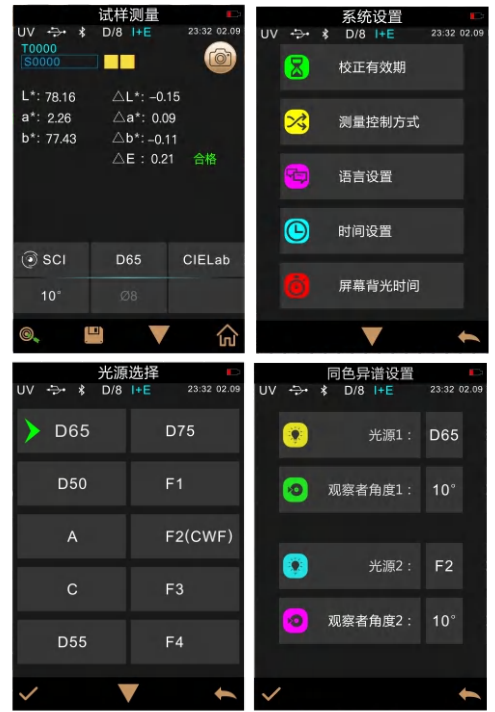 试样测量
UV D/8 I+E 23:32 02.09
T0000
S0000
L*: 78.16 △L*: -0.15
a*: 2.26 △a*: 0.09
b*: 77.43 △b*: -0.11
△E : 0.21 合格
SCI D65 CIELab
10° Ø8
系统设置
UV D/8 I+E 23:32 02.09
校正有效期
测量控制方式
语言设置
时间设置
屏幕背光时间
光源选择
UV D/8 I+E 23:32 02.09
D65 D75
D50 F1
A F2(CWF)
C F3
D55 F4
同色异谱设置
UV D/8 I+E 23:32 02.09
光源1 : D65
观察者角度1 : 10°
光源2 : F2
观察者角度2 : 10°